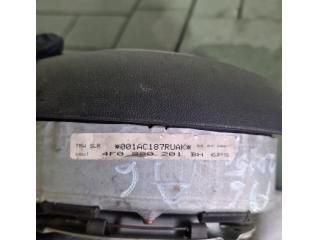 TRW SLR *001AC187RUAK*
4F0 880 201 BH 6PS